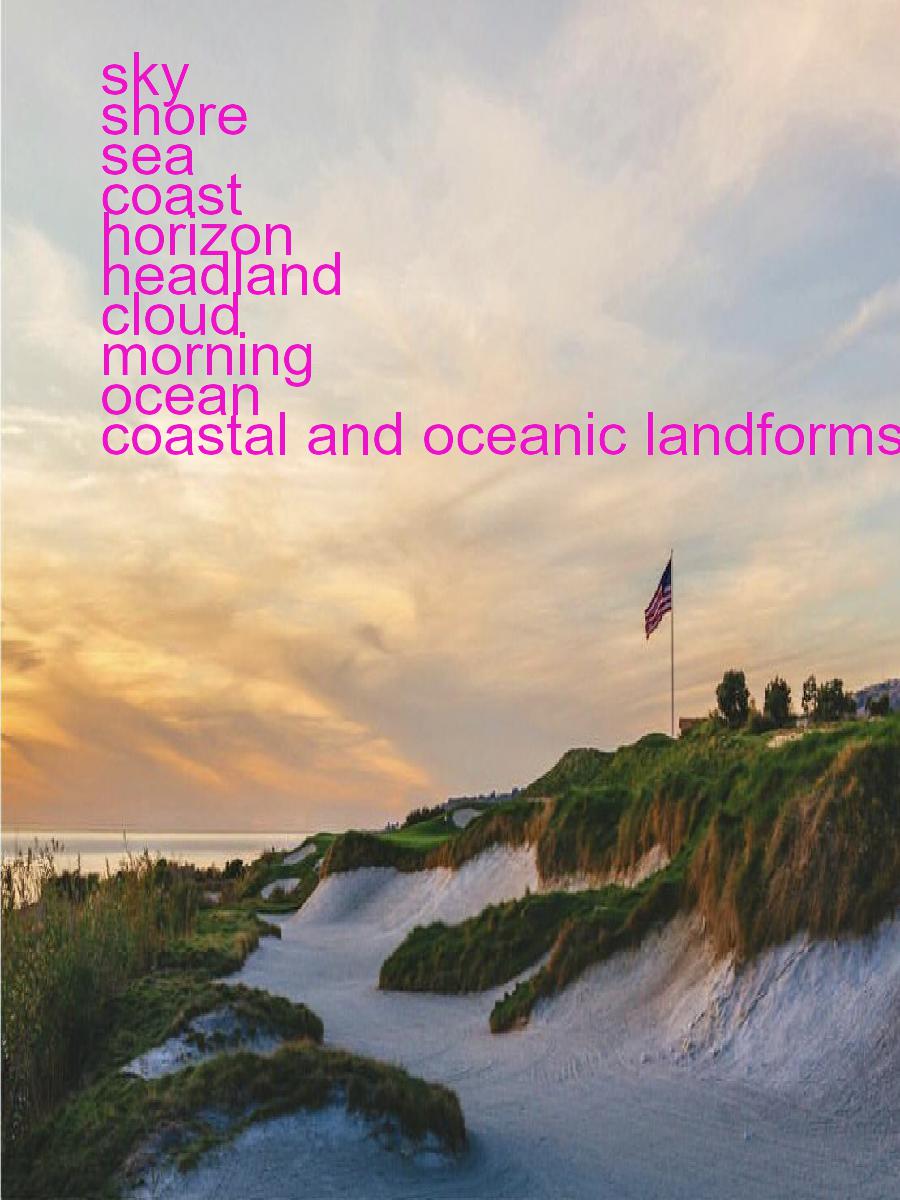 sky
shore
sea
coast
horizon
headland
cloud
morning
ocean
coastal and oceanic landforms